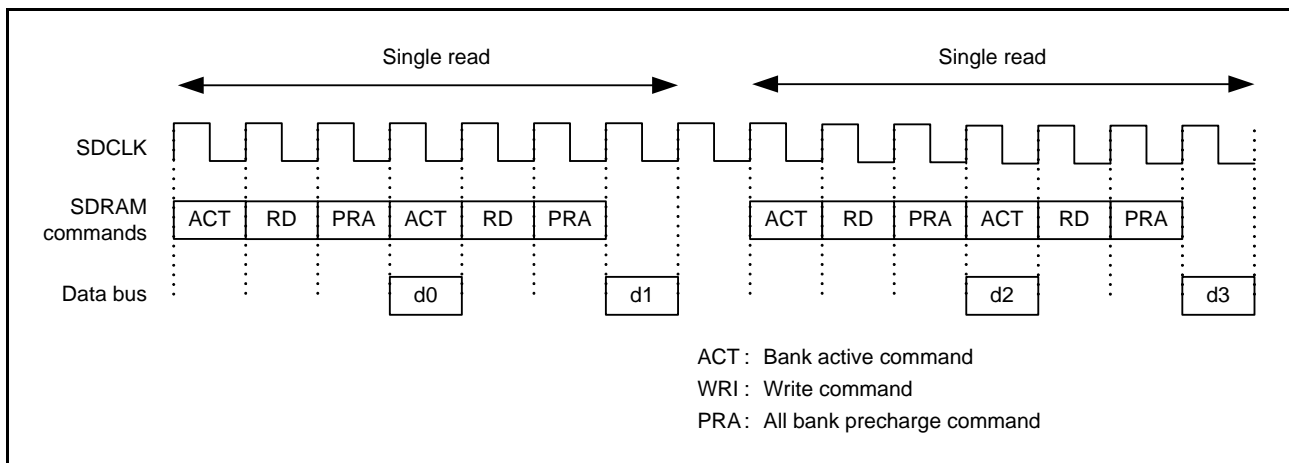 Single read Single read
SDCLK
SDRAM
commands
ACT RD PRA ACT RD PRA ACT RD PRA ACT RD PRA
Data bus
d0 d1 d2 d3
ACT : Bank active command
WRI : Write command
PRA : All bank precharge command